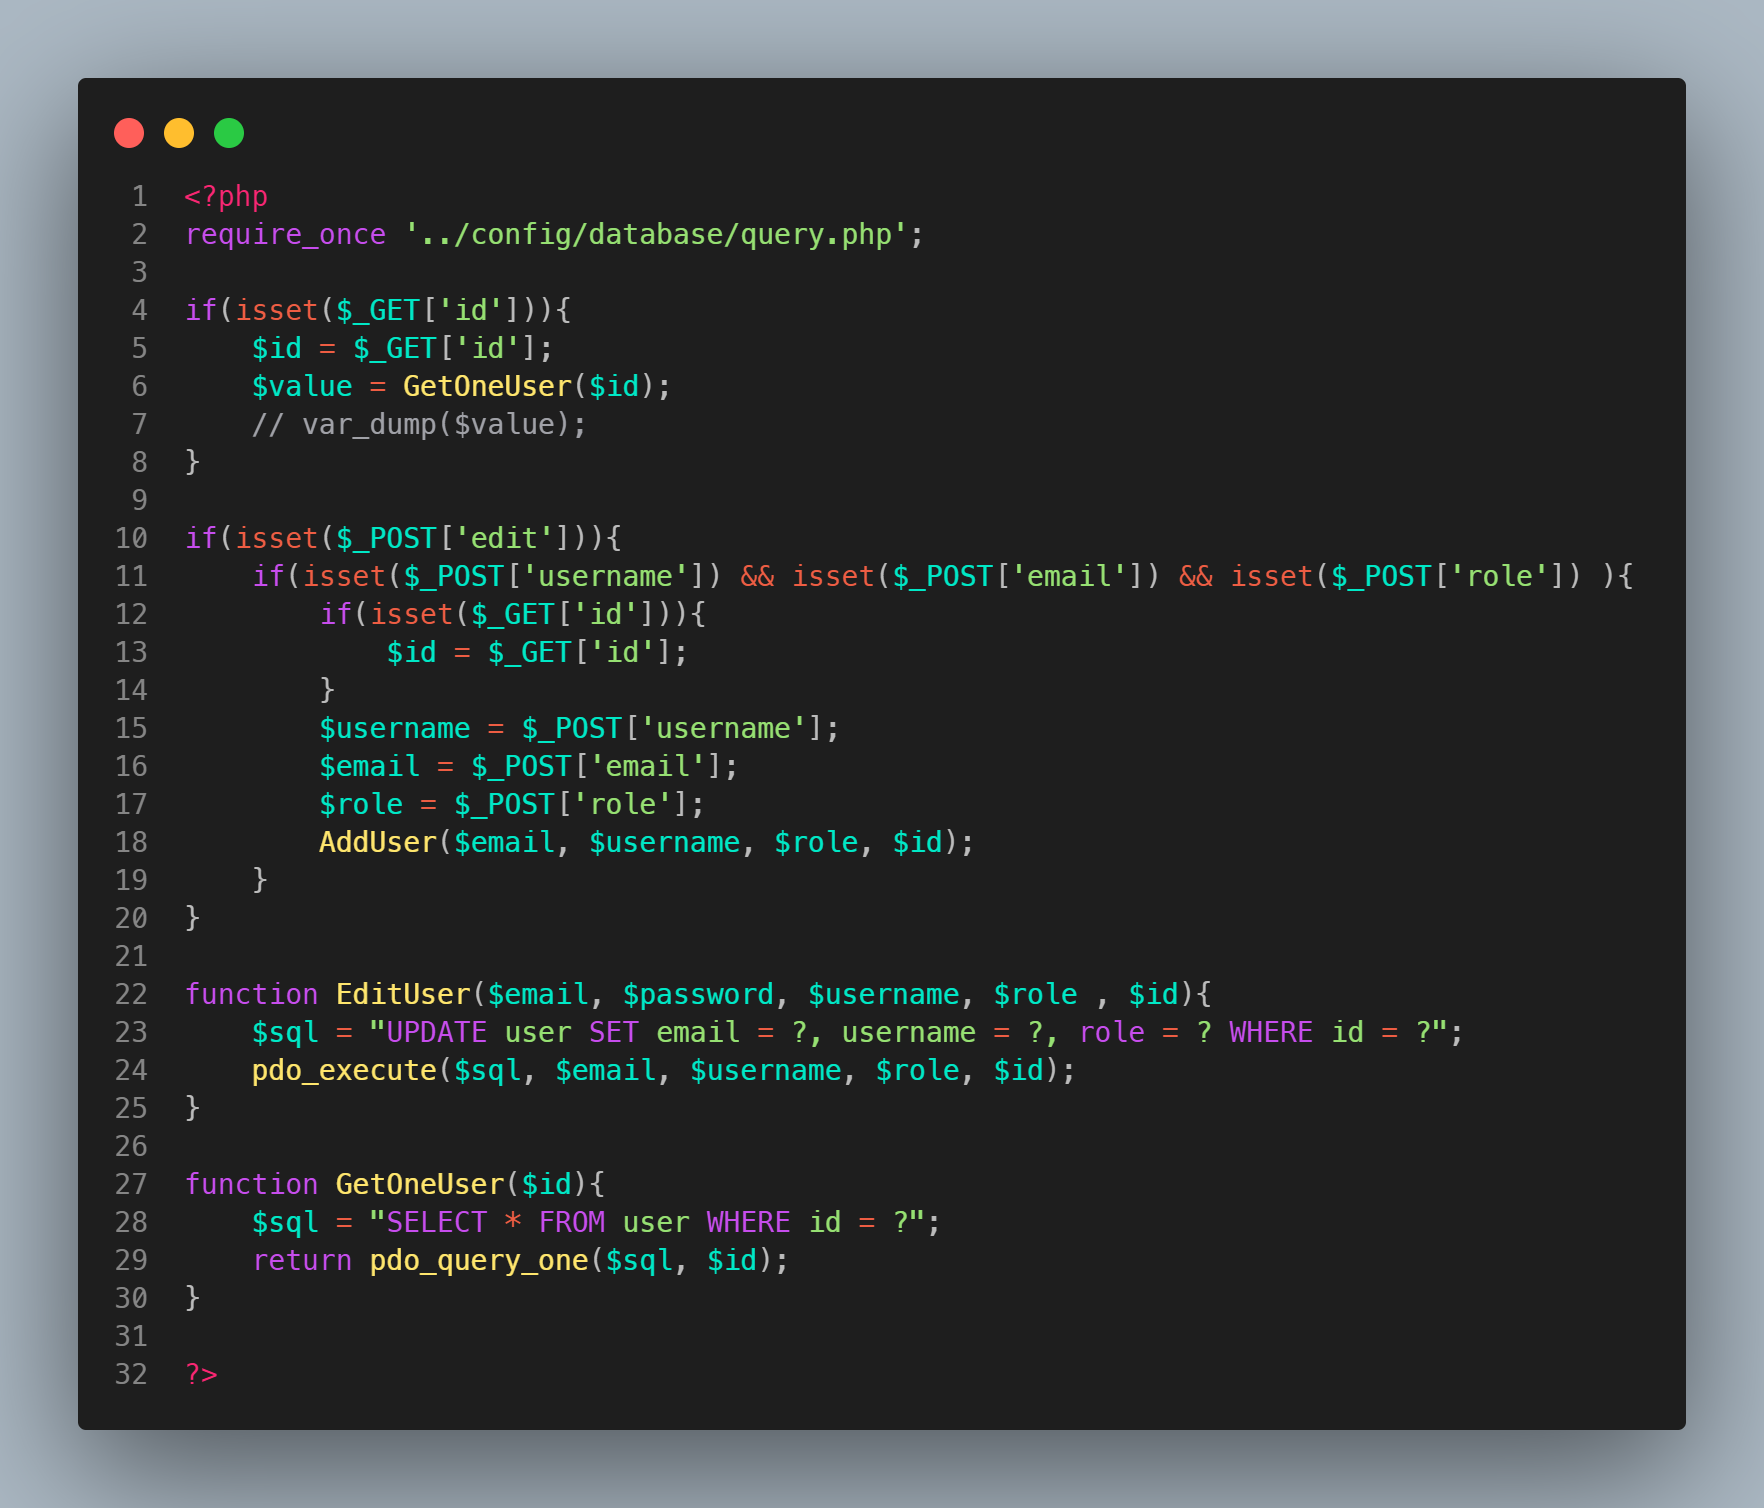 1 <?php
2 require_once '../config/database/query.php';
3
4 if(isset($_GET['id'])){
5     $id = $_GET['id'];
6     $value = GetOneUser($id);
7     // var_dump($value);
8 }
9
10 if(isset($_POST['edit'])){
11     if(isset($_POST['username']) && isset($_POST['email']) && isset($_POST['role']) ){
12         if(isset($_GET['id'])){
13             $id = $_GET['id'];
14         }
15         $username = $_POST['username'];
16         $email = $_POST['email'];
17         $role = $_POST['role'];
18         AddUser($email, $username, $role, $id);
19     }
20 }
21
22 function EditUser($email, $password, $username, $role , $id){
23     $sql = "UPDATE user SET email = ?, username = ?, role = ? WHERE id = ?";
24     pdo_execute($sql, $email, $username, $role, $id);
25 }
26
27 function GetOneUser($id){
28     $sql = "SELECT * FROM user WHERE id = ?";
29     return pdo_query_one($sql, $id);
30 }
31
32 ?>